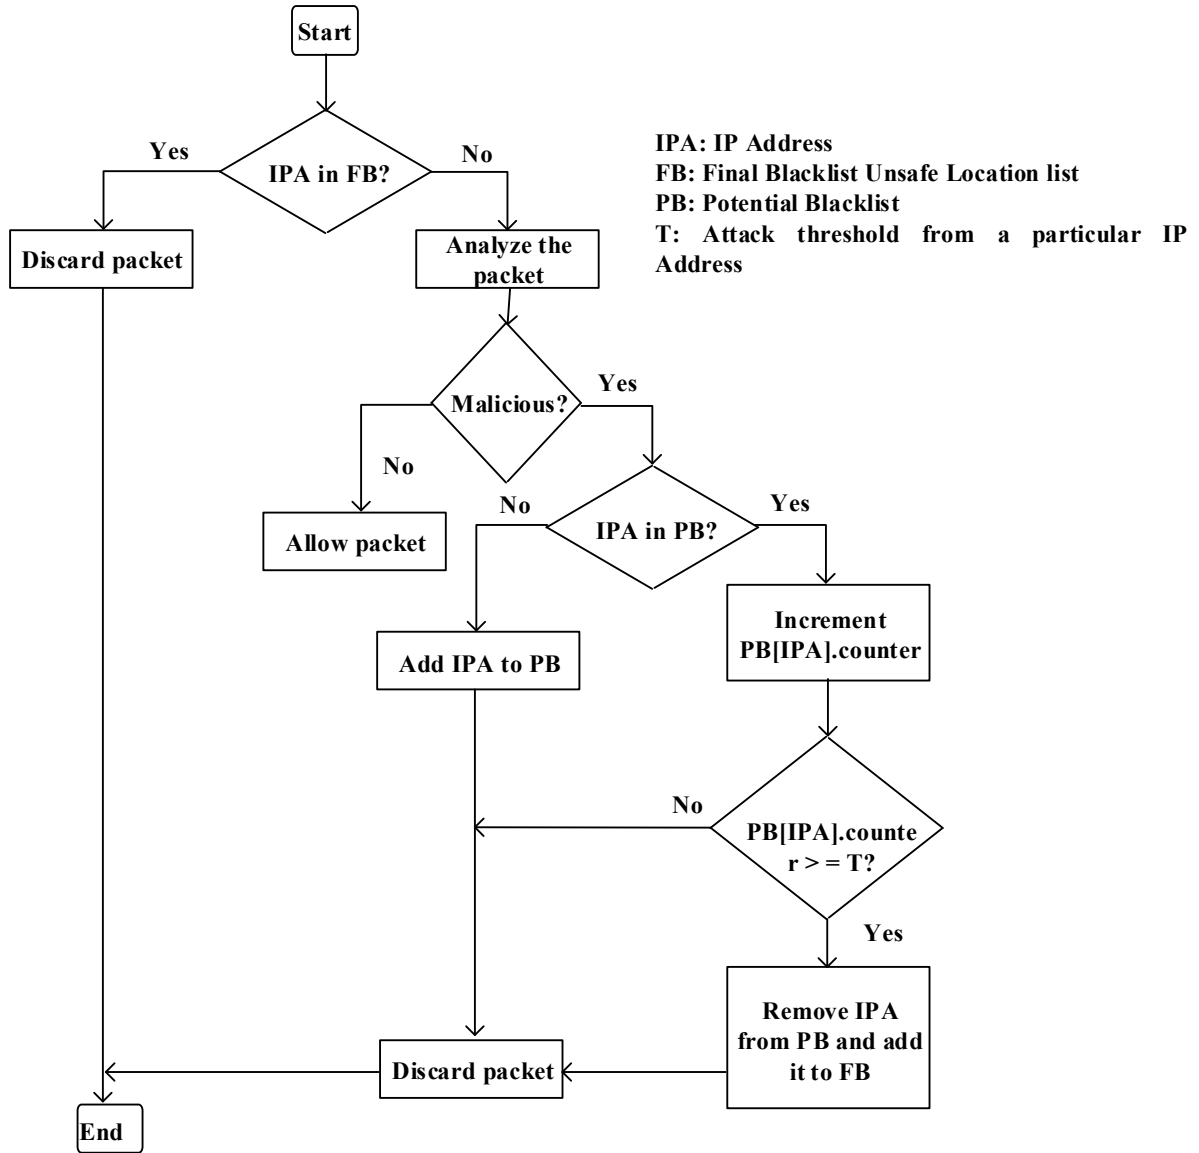 Start
Yes
IPA in FB?
No
IPA: IP Address
FB: Final Blacklist Unsafe Location list
PB: Potential Blacklist
T: Attack threshold from a particular IP
Address
Discard packet
Analyze the
packet
Malicious?
Yes
No
Allow packet
No
IPA in PB?
Yes
Add IPA to PB
Increment
PB[IPA].counter
No
PB[IPA].counte
r > = T?
Yes
Remove IPA
from PB and add
it to FB
Discard packet
End